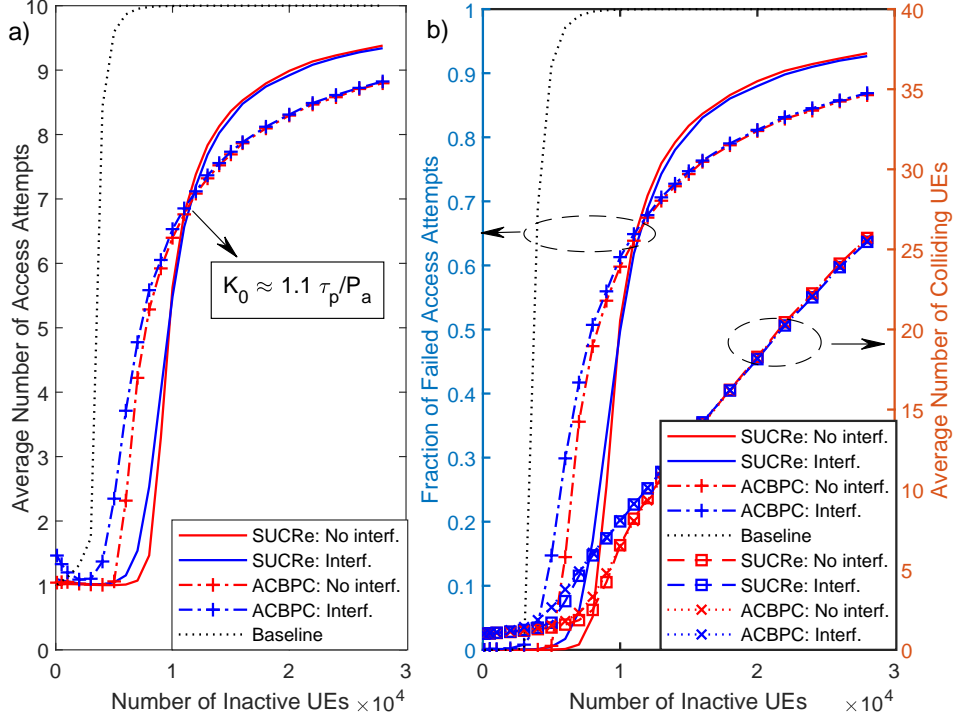 a)
10
9
8
7
6
5
4
3
2
1
0
Average Number of Access Attempts
K0 ≈ 1.1 τp/Pa
SUCRe: No interf.
SUCRe: Interf.
ACBPC: No interf.
ACBPC: Interf.
Baseline
0 1 2 3
Number of Inactive UEs ×10^4
b)
1
0.9
0.8
0.7
0.6
0.5
0.4
0.3
0.2
0.1
0
Fraction of Failed Access Attempts
40
35
30
25
20
15
10
5
0
Average Number of Colliding UEs
SUCRe: No interf.
SUCRe: Interf.
ACBPC: No interf.
ACBPC: Interf.
Baseline
SUCRe: No interf.
SUCRe: Interf.
ACBPC: No interf.
ACBPC: Interf.
0 1 2 3
Number of Inactive UEs ×10^4